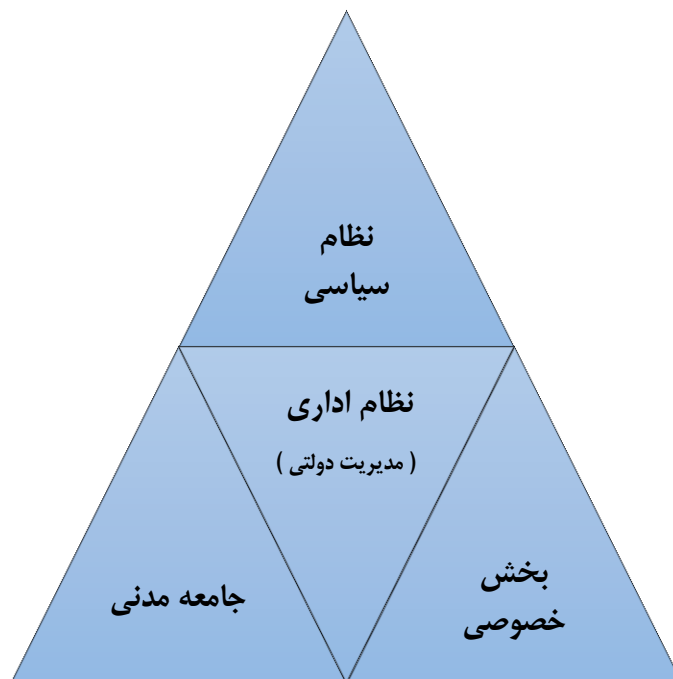 نظام
سیاسی
نظام اداری
( مدیریت دولتی )
بخش
خصوصی
جامعه مدنی